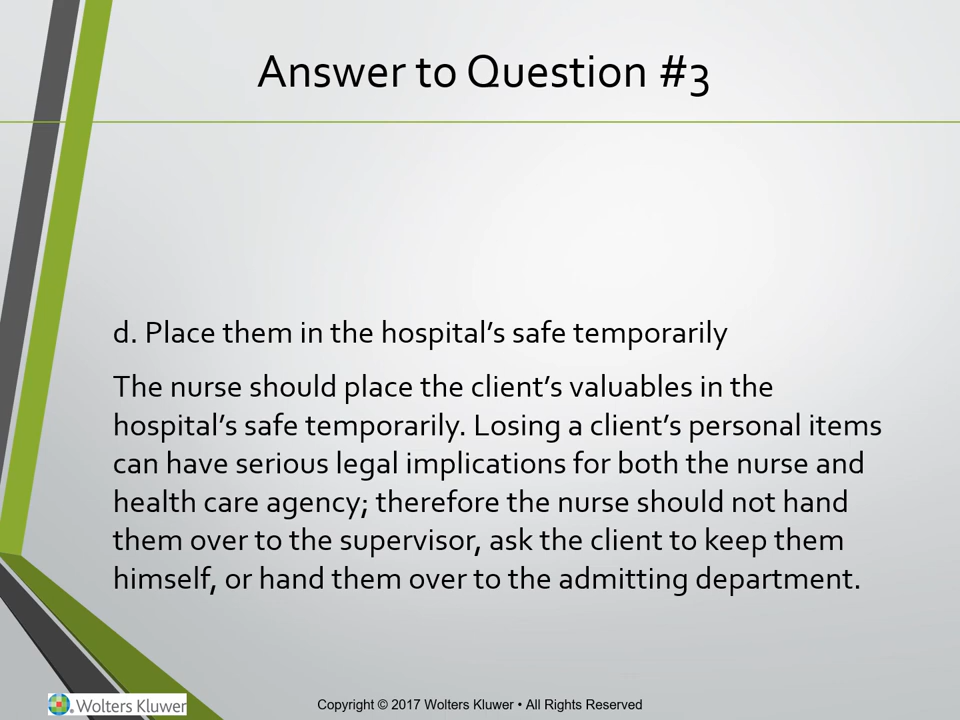 Answer to Question #3
d. Place them in the hospital’s safe temporarily
The nurse should place the client’s valuables in the
hospital’s safe temporarily. Losing a client’s personal items
can have serious legal implications for both the nurse and
health care agency; therefore the nurse should not hand
them over to the supervisor, ask the client to keep them
himself, or hand them over to the admitting department.
Wolters Kluwer
Copyright © 2017 Wolters Kluwer • All Rights Reserved